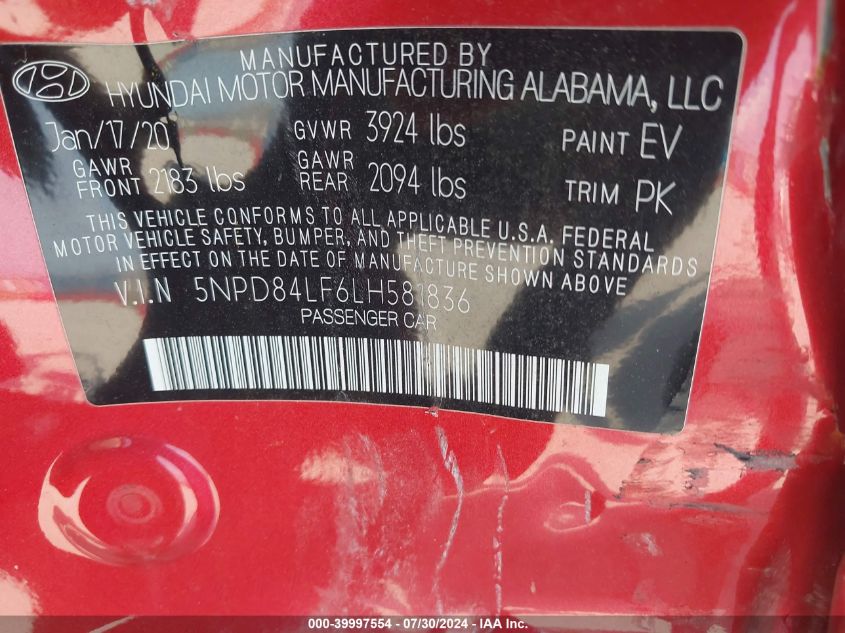 MANUFACTURED BY
HYUNDAI MOTOR MANUFACTURING ALABAMA, LLC
Jan/17/20 GVWR 3924 lbs PAINT EV
GAWR FRONT 2183 lbs GAWR REAR 2094 lbs TRIM PK
THIS VEHICLE CONFORMS TO ALL APPLICABLE U.S.A. FEDERAL
MOTOR VEHICLE SAFETY, BUMPER, AND THEFT PREVENTION STANDARDS
IN EFFECT ON THE DATE OF MANUFACTURE SHOWN ABOVE
V.I.N 5NPD84LF6LH581836
PASSENGER CAR
000-39997554 - 07/30/2024 - IAA Inc.